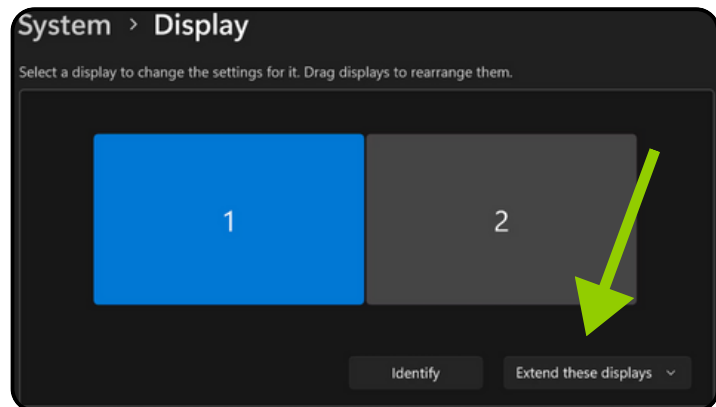 System > Display
Select a display to change the settings for it. Drag displays to rearrange them.
1
2
Identify
Extend these displays